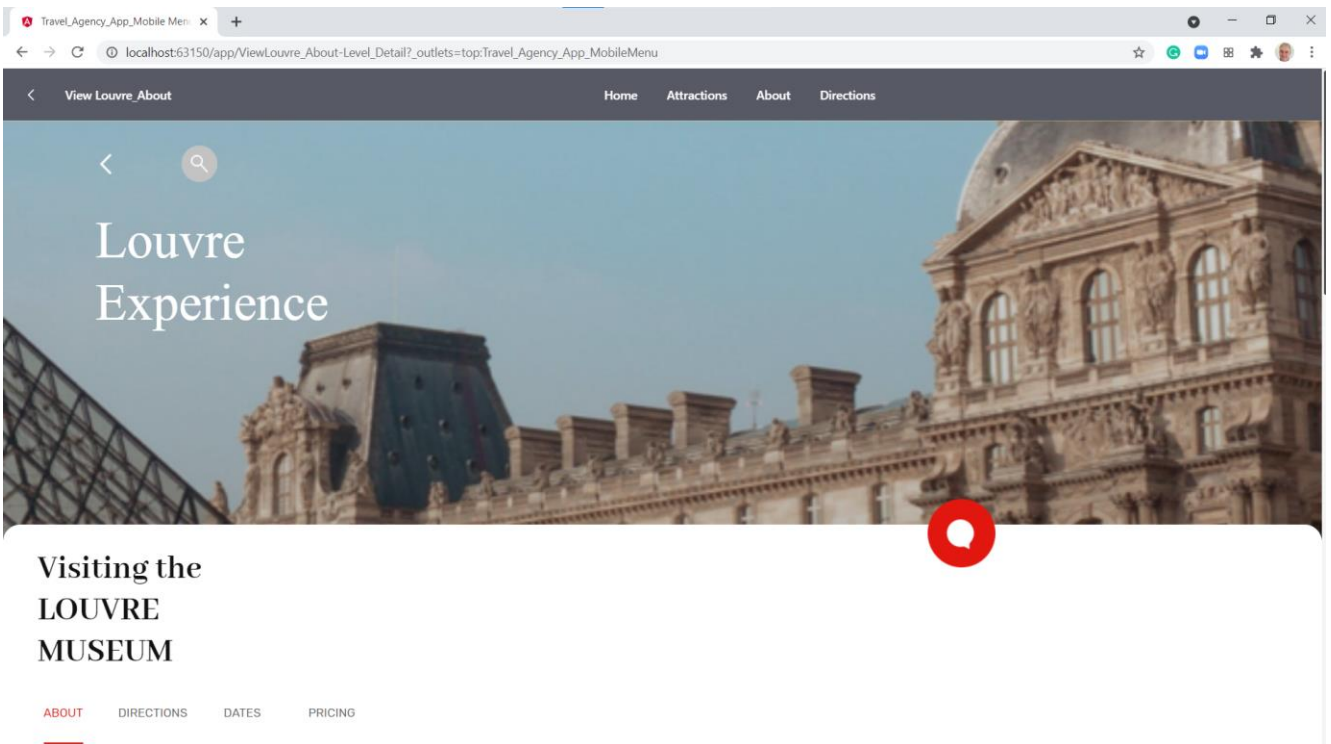 Travel_Agency_App_Mobile Men
localhost:63150/app/ViewLouvre_About-Level_Detail?_outlets=top:Travel_Agency_App_MobileMenu
View Louvre_About Home Attractions About Directions
Louvre
Experience
Visiting the
LOUVRE
MUSEUM
ABOUT DIRECTIONS DATES PRICING